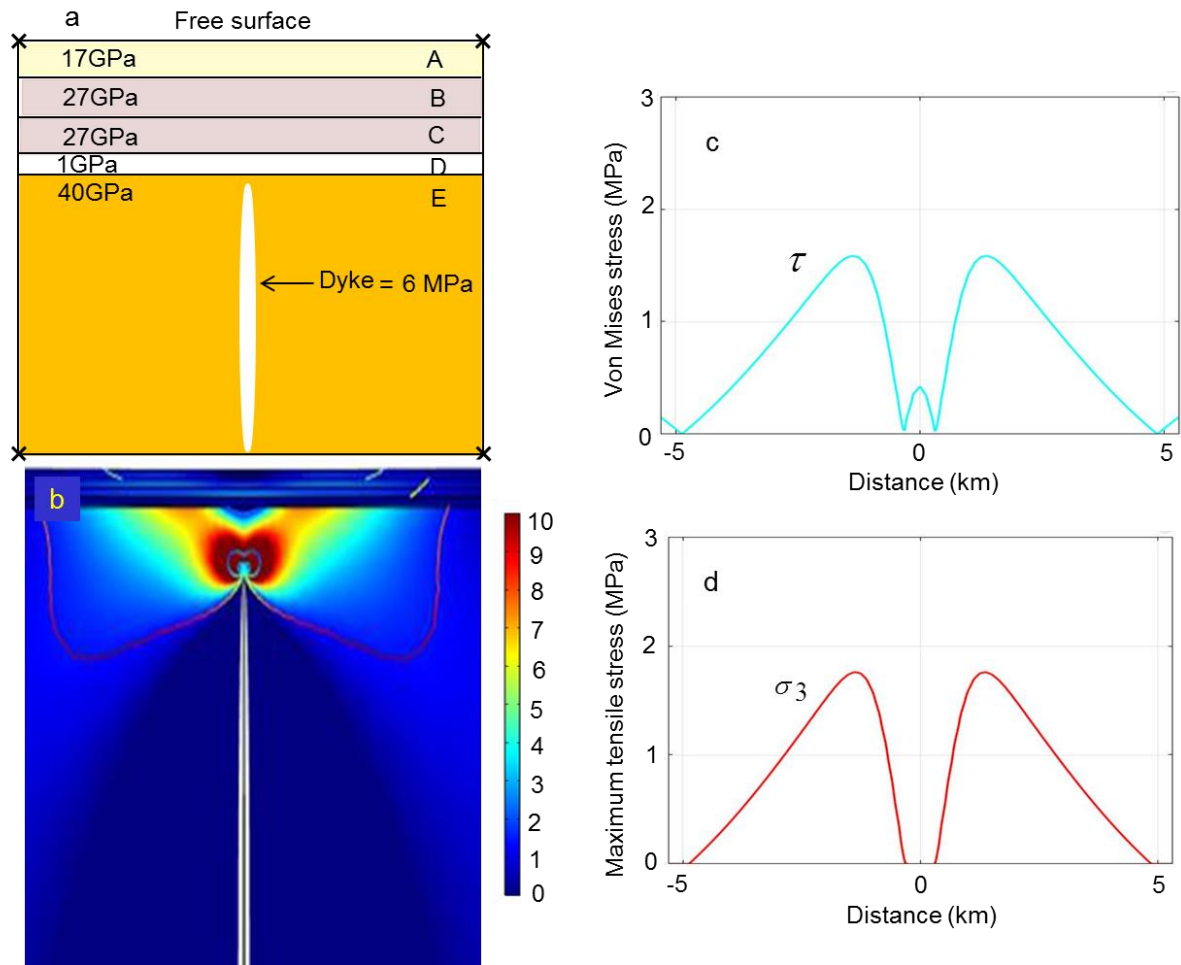 a
Free surface
17GPa A
27GPa B
27GPa C
1GPa D
40GPa E
Dyke = 6 MPa
b
10
9
8
7
6
5
4
3
2
1
0
c
Von Mises stress (MPa)
3
2
1
0
τ
-5 0 5
Distance (km)
d
Maximum tensile stress (MPa)
3
2
1
0
σ3
-5 0 5
Distance (km)